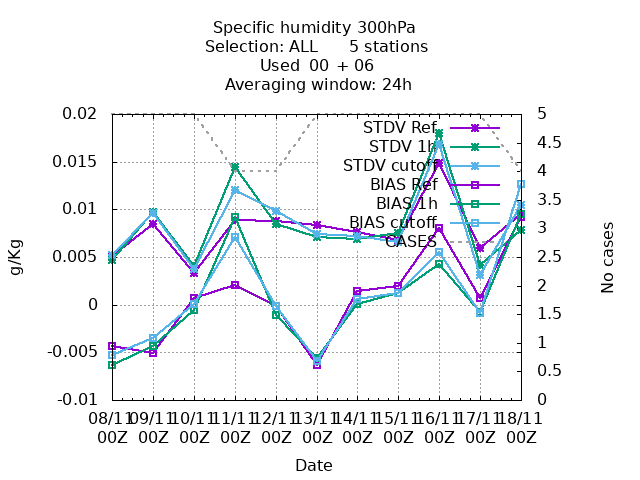 Specific humidity 300hPa
Selection: ALL 5 stations
Used 00 + 06
Averaging window: 24h
0.02
0.015
0.01
0.005
0
-0.005
-0.01
g/Kg
5
4.5
4
3.5
3
2.5
2
1.5
1
0.5
0
No cases
STDV Ref
STDV 1h
STDV cutoff
BIAS Ref
BIAS 1h
BIAS cutoff
CASES
08/11 09/11 10/11 11/11 12/11 13/11 14/11 15/11 16/11 17/11 18/11
00Z 00Z 00Z 00Z 00Z 00Z 00Z 00Z 00Z 00Z 00Z
Date